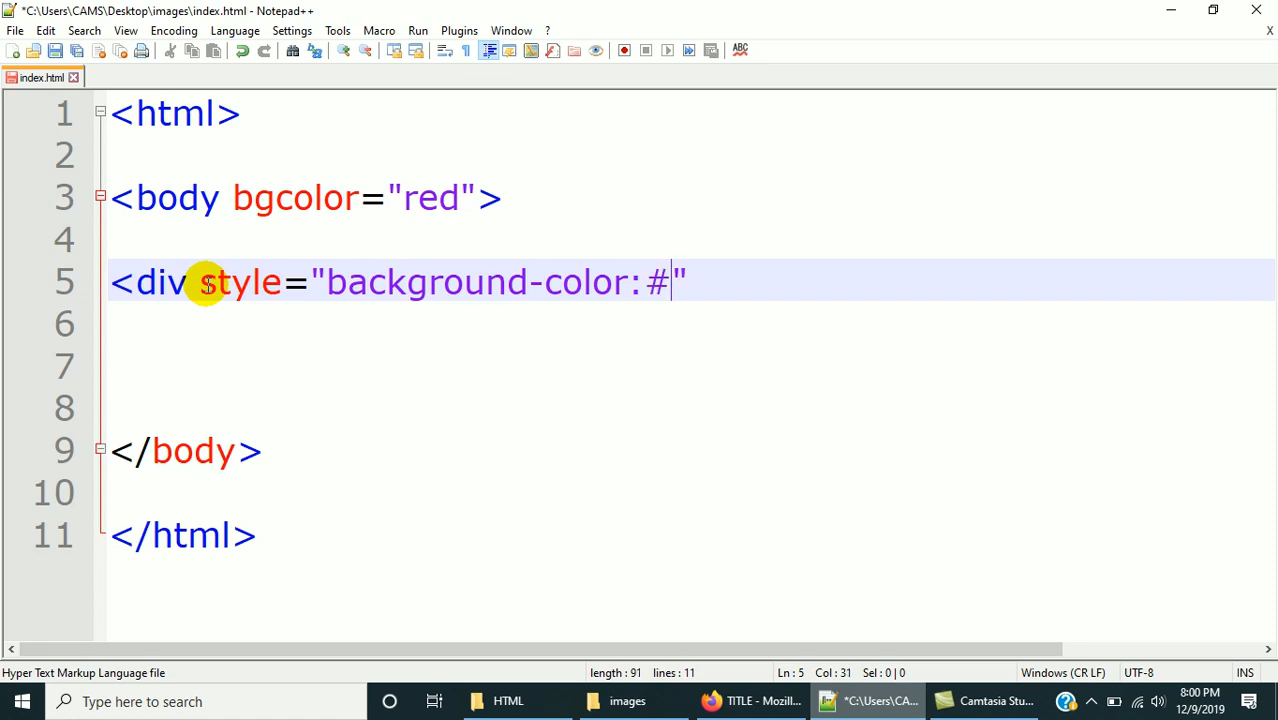 *C:\Users\CAMS\Desktop\images\index.html - Notepad++
File Edit Search View Encoding Language Settings Tools Macro Run Plugins Window ? X
index.html
1 <html>
2
3 <body bgcolor="red">
4
5 <div style="background-color:#"
6
7
8
9 </body>
10
11 </html>
Hyper Text Markup Language file length : 91 lines : 11 Ln : 5 Col : 31 Sel : 0 | 0 Windows (CR LF) UTF-8 INS
Type here to search HTML images TITLE - Mozill... *C:\Users\CA... Camtasia Stu... 8:00 PM
12/9/2019